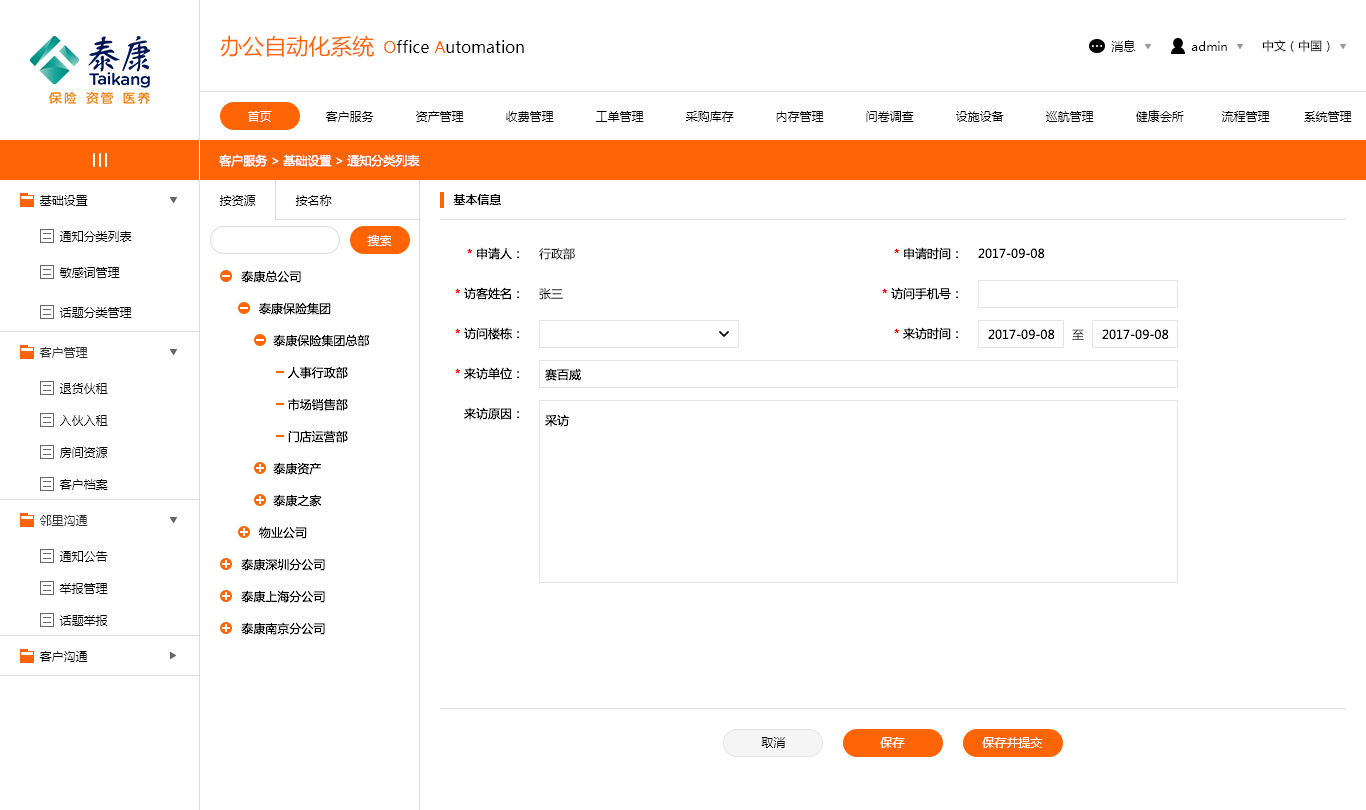 泰康
Taikang
保险 资管 医养
办公自动化系统 Office Automation
消息
admin
中文 ( 中国 )
首页 客户服务 资产管理 收费管理 工单管理 采购库存 内存管理 问卷调查 设施设备 巡航管理 健康会所 流程管理 系统管理
客户服务 > 基础设置 > 通知分类列表
基础设置
通知分类列表
敏感词管理
话题分类管理
客户管理
退货伙租
入伙入租
房间资源
客户档案
邻里沟通
通知公告
举报管理
话题举报
客户沟通
按资源 按名称
搜索
泰康总公司
泰康保险集团
泰康保险集团总部
人事行政部
市场销售部
门店运营部
泰康资产
泰康之家
物业公司
泰康深圳分公司
泰康上海分公司
泰康南京分公司
基本信息
* 申请人： 行政部 * 申请时间： 2017-09-08
* 访客姓名： 张三 * 访问手机号：
* 访问楼栋： * 来访时间： 2017-09-08 至 2017-09-08
* 来访单位： 赛百威
来访原因： 采访
取消 保存 保存并提交